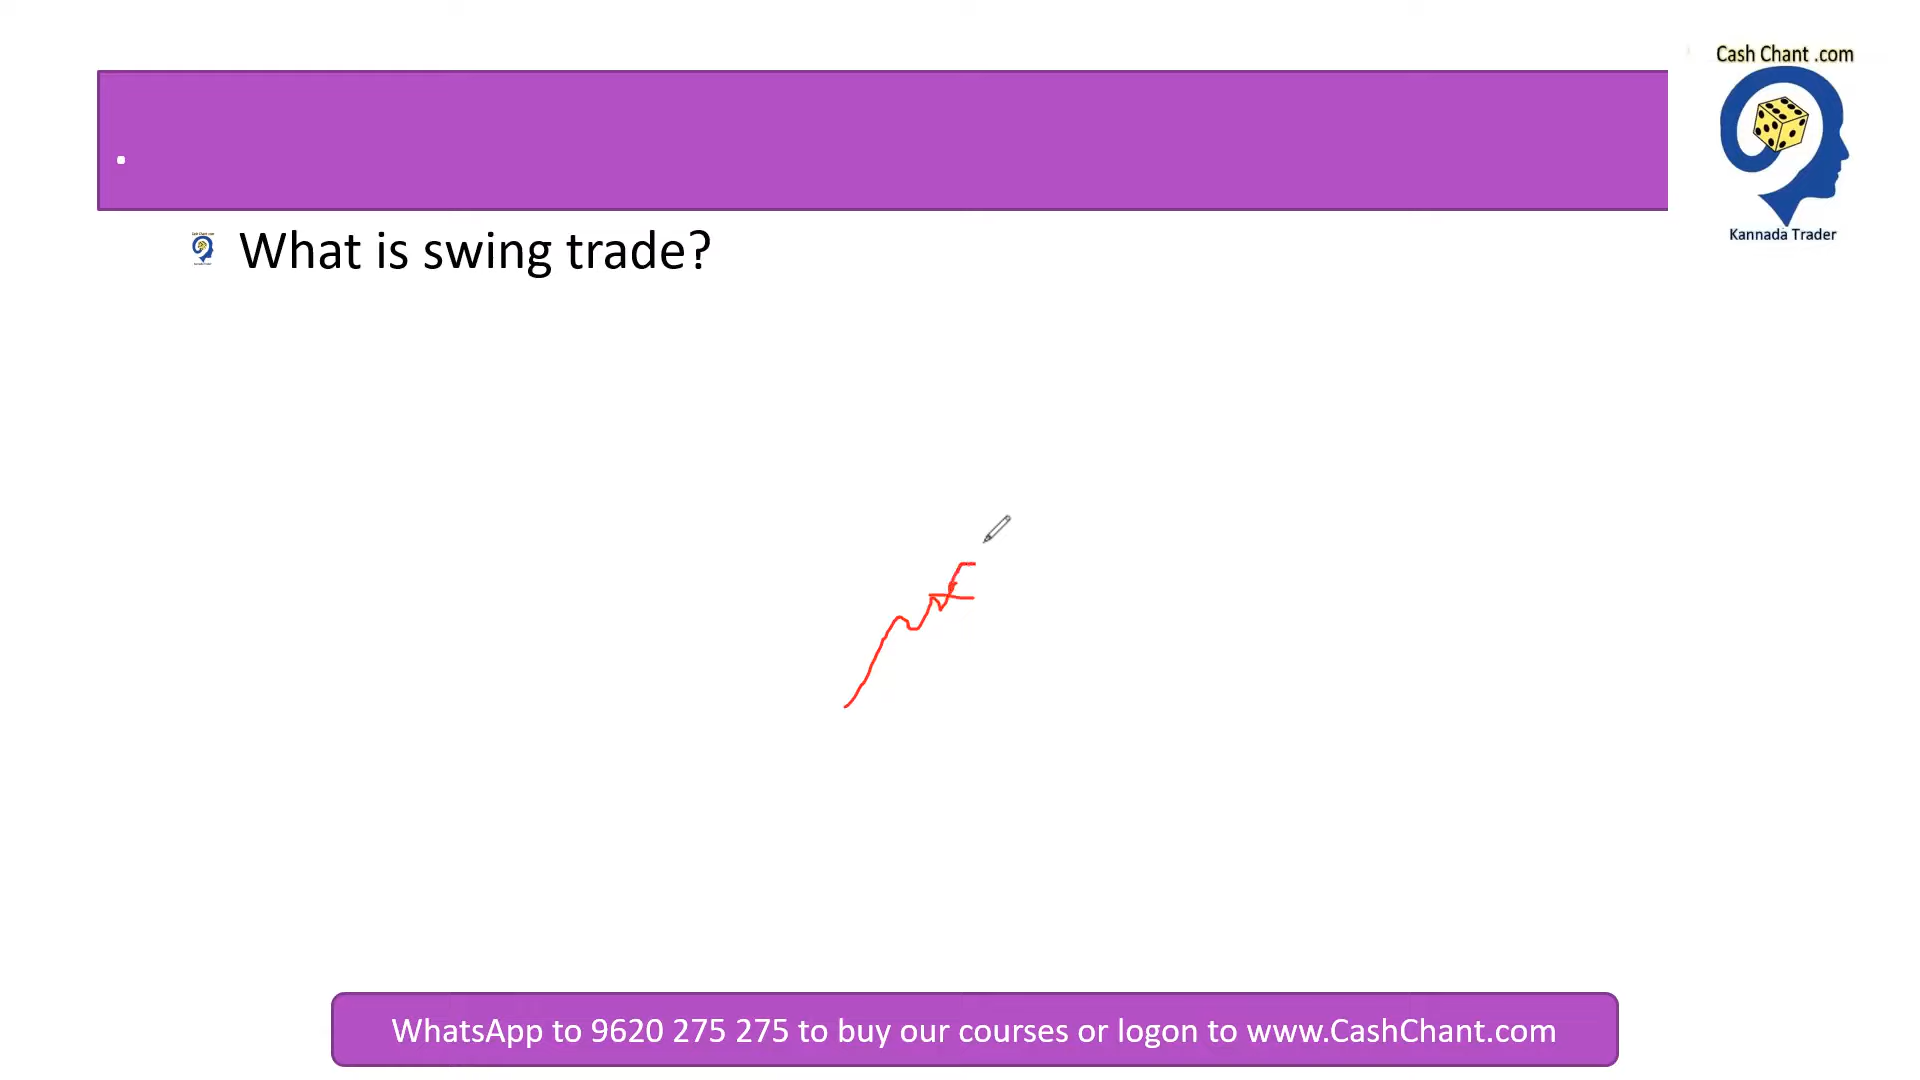 Cash Chant .com
Kannada Trader
What is swing trade?
WhatsApp to 9620 275 275 to buy our courses or logon to www.CashChant.com